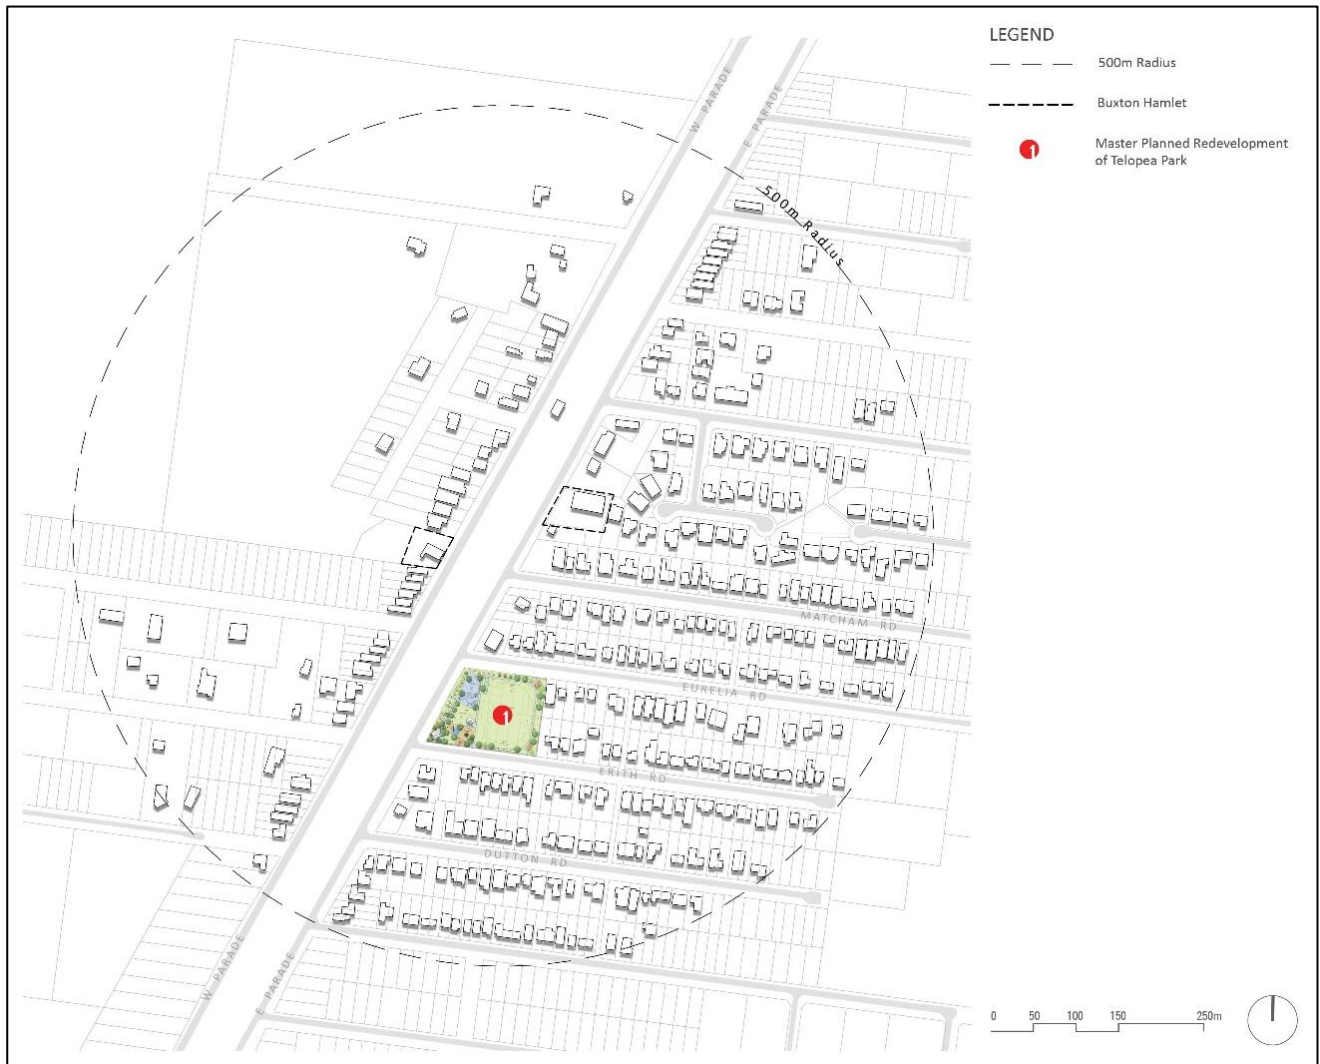 LEGEND
500m Radius
Buxton Hamlet
1
Master Planned Redevelopment
of Telopea Park
W PARADE
E PARADE
500m Radius
MATCHAM RD
EURELIA RD
1
ERITH RD
DUTTON RD
W PARADE
E PARADE
0 50 100 150 250m